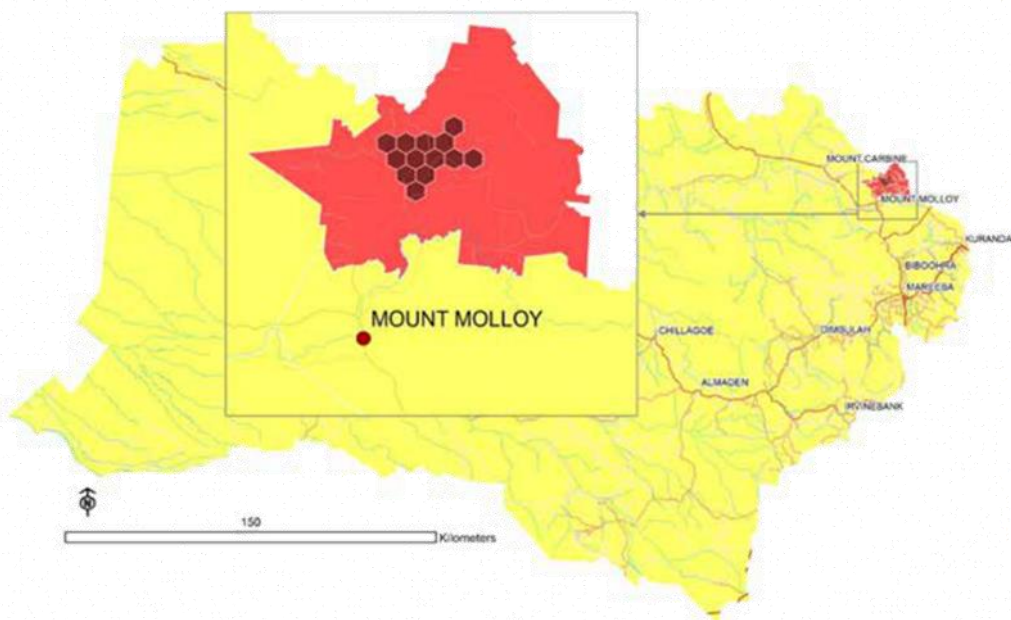 MOUNT CARBINE
MOUNT MOLLOY
KURANDA
BIBOOHRA
MAREEBA
MOUNT MOLLOY
CHILLAGOE
DIMBULAH
ALMADEN
IRVINEBANK
N
150
Kilometers